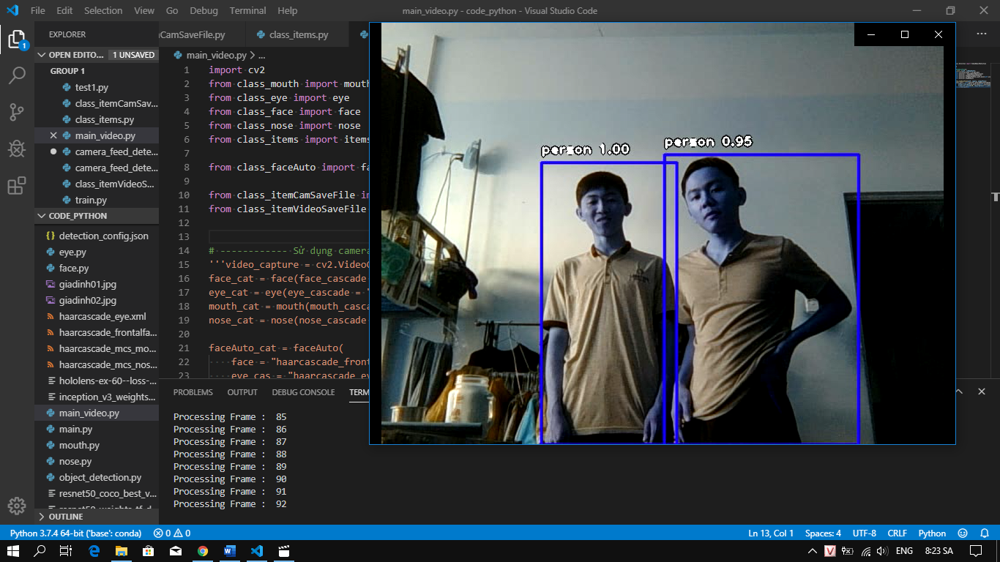 File Edit Selection View Go Debug Terminal Help
main_video.py - code_python - Visual Studio Code
1
EXPLORER
OPEN EDITO... 1 UNSAVED
GROUP 1
test1.py
class_itemCamSav...
class_items.py
main_video.py
camera_feed_dete...
camera_feed_dete...
class_itemVideoS...
train.py
CODE_PYTHON
detection_config.json
eye.py
face.py
giadinh01.jpg
giadinh02.jpg
haarcascade_eye.xml
haarcascade_frontalfa...
haarcascade_mcs_mo...
haarcascade_mcs_nos...
hololens-ex-60--loss-...
inception_v3_weights...
main_video.py
main.py
mouth.py
nose.py
object_detection.py
resnet50_coco_best_v...
OUTLINE
CamSaveFile.py class_items.py
main_video.py > ...
1 import cv2
2 from class_mouth import mouth
3 from class_eye import eye
4 from class_face import face
5 from class_nose import nose
6 from class_items import items
7
8 from class_faceAuto import fa
9
10 from class_itemCamSaveFile im
11 from class_itemVideoSaveFile
12
13
14 # ------------- Sử dụng camera
15 '''video_capture = cv2.VideoC
16 face_cat = face(face_cascade
17 eye_cat = eye(eye_cascade = "
18 mouth_cat = mouth(mouth_casca
19 nose_cat = nose(nose_cascade
20
21 faceAuto_cat = faceAuto(
22 face = "haarcascade_front
23 eye_cas = "haarcascade_ey
person 1.00
person 0.95
PROBLEMS OUTPUT DEBUG CONSOLE TERM
Processing Frame : 85
Processing Frame : 86
Processing Frame : 87
Processing Frame : 88
Processing Frame : 89
Processing Frame : 90
Processing Frame : 91
Processing Frame : 92
Python 3.7.4 64-bit ('base': conda) 0 0
Ln 13, Col 1 Spaces: 4 UTF-8 CRLF Python
V ENG 8:23 SA